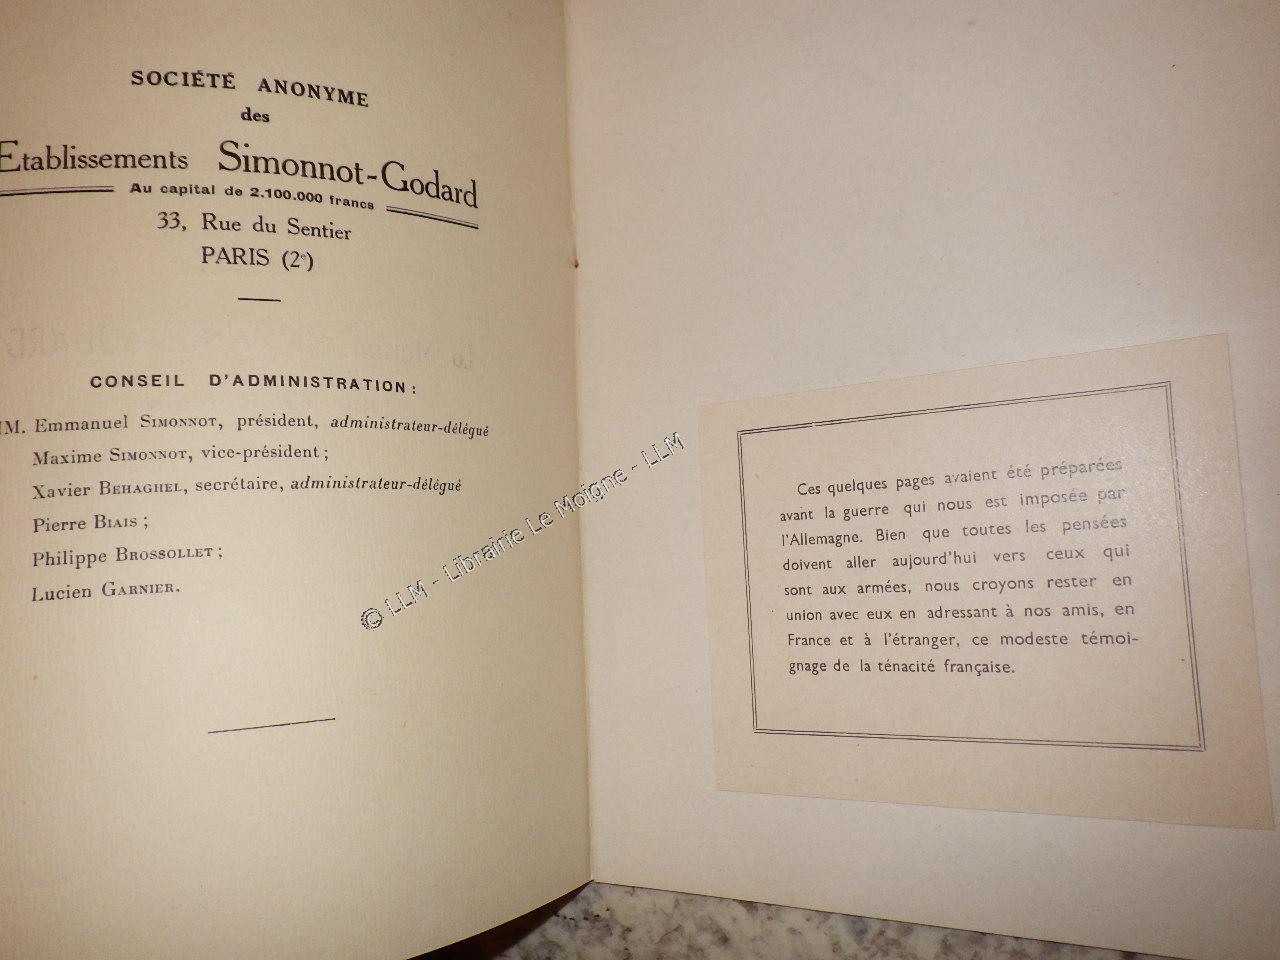 SOCIÉTÉ ANONYME
des
Etablissements Simonnot-Godard
Au capital de 2.100.000 francs
33, Rue du Sentier
PARIS (2e)
CONSEIL D'ADMINISTRATION :
MM. Emmanuel SIMONNOT, président, administrateur-délégué
Maxime SIMONNOT, vice-président ;
Xavier BEHAGHEL, secrétaire, administrateur-délégué
Pierre BIAIS ;
Philippe BROSSOLLET ;
Lucien GARNIER.
Ces quelques pages avaient été préparées
avant la guerre qui nous est imposée par
l'Allemagne. Bien que toutes les pensées
doivent aller aujourd'hui vers ceux qui
sont aux armées, nous croyons rester en
union avec eux en adressant à nos amis, en
France et à l'étranger, ce modeste témoi-
gnage de la ténacité française.
© LLM - Librairie Le Moigne - LLM